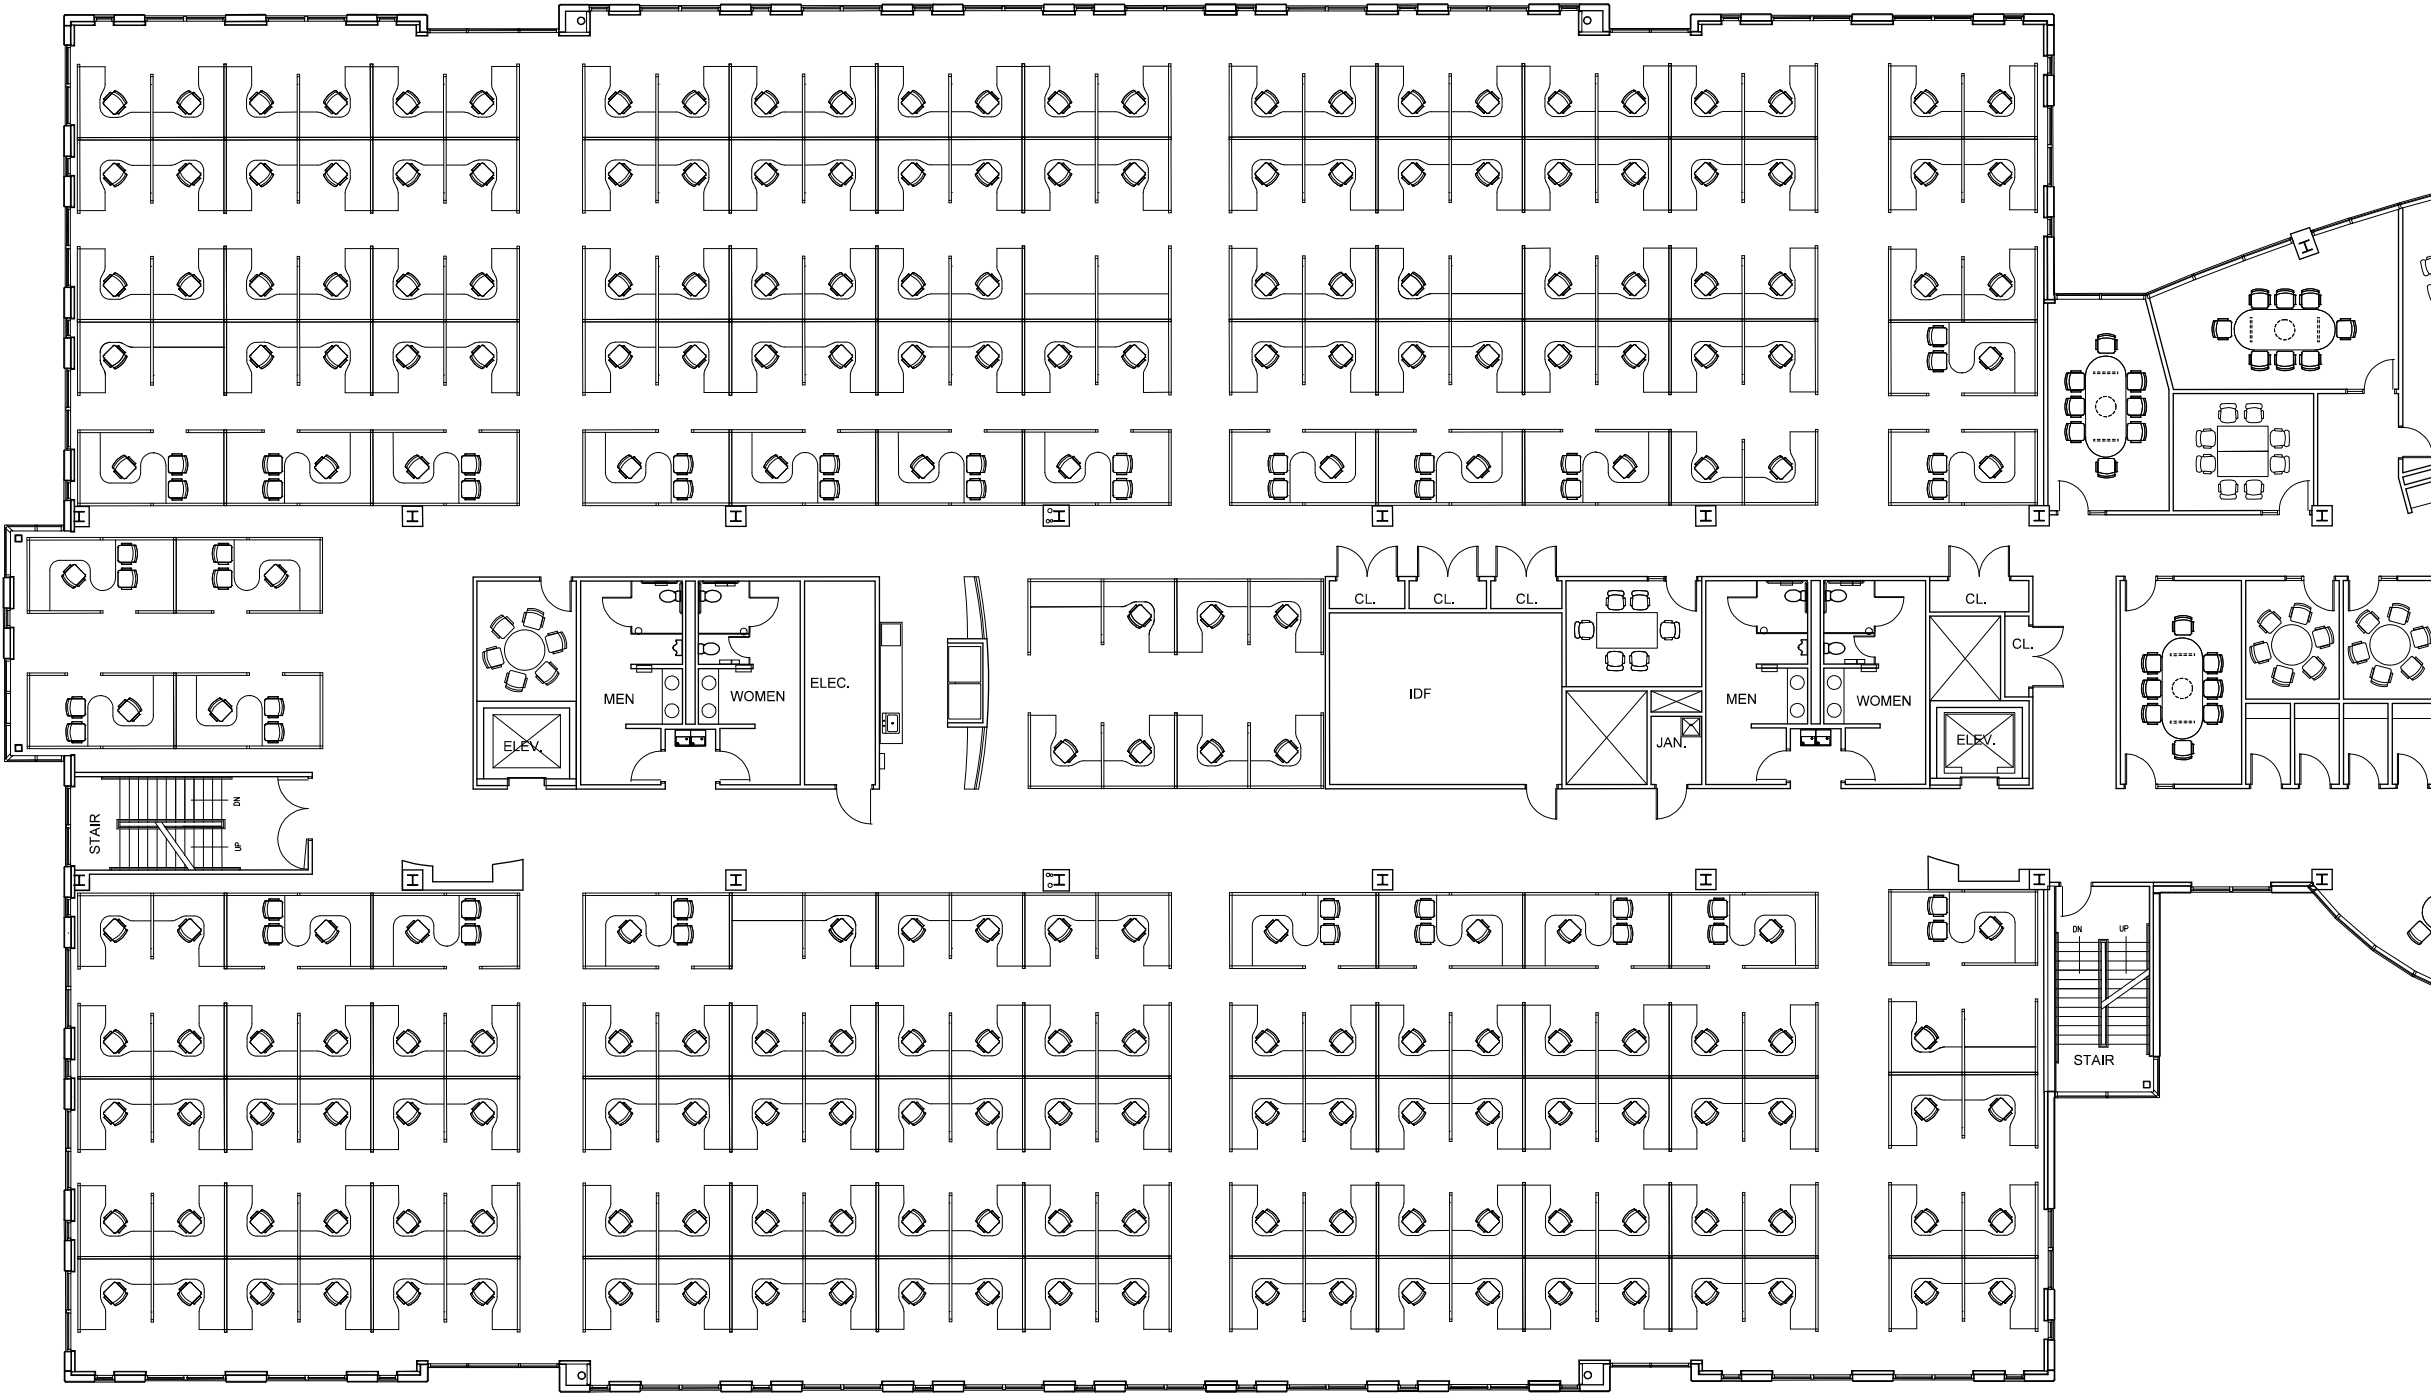 CL.
CL.
CL.
CL.
CL.
MEN
WOMEN
ELEC.
IDF
MEN
WOMEN
ELEV.
JAN.
ELEV.
STAIR
DN
UP
DN
UP
STAIR